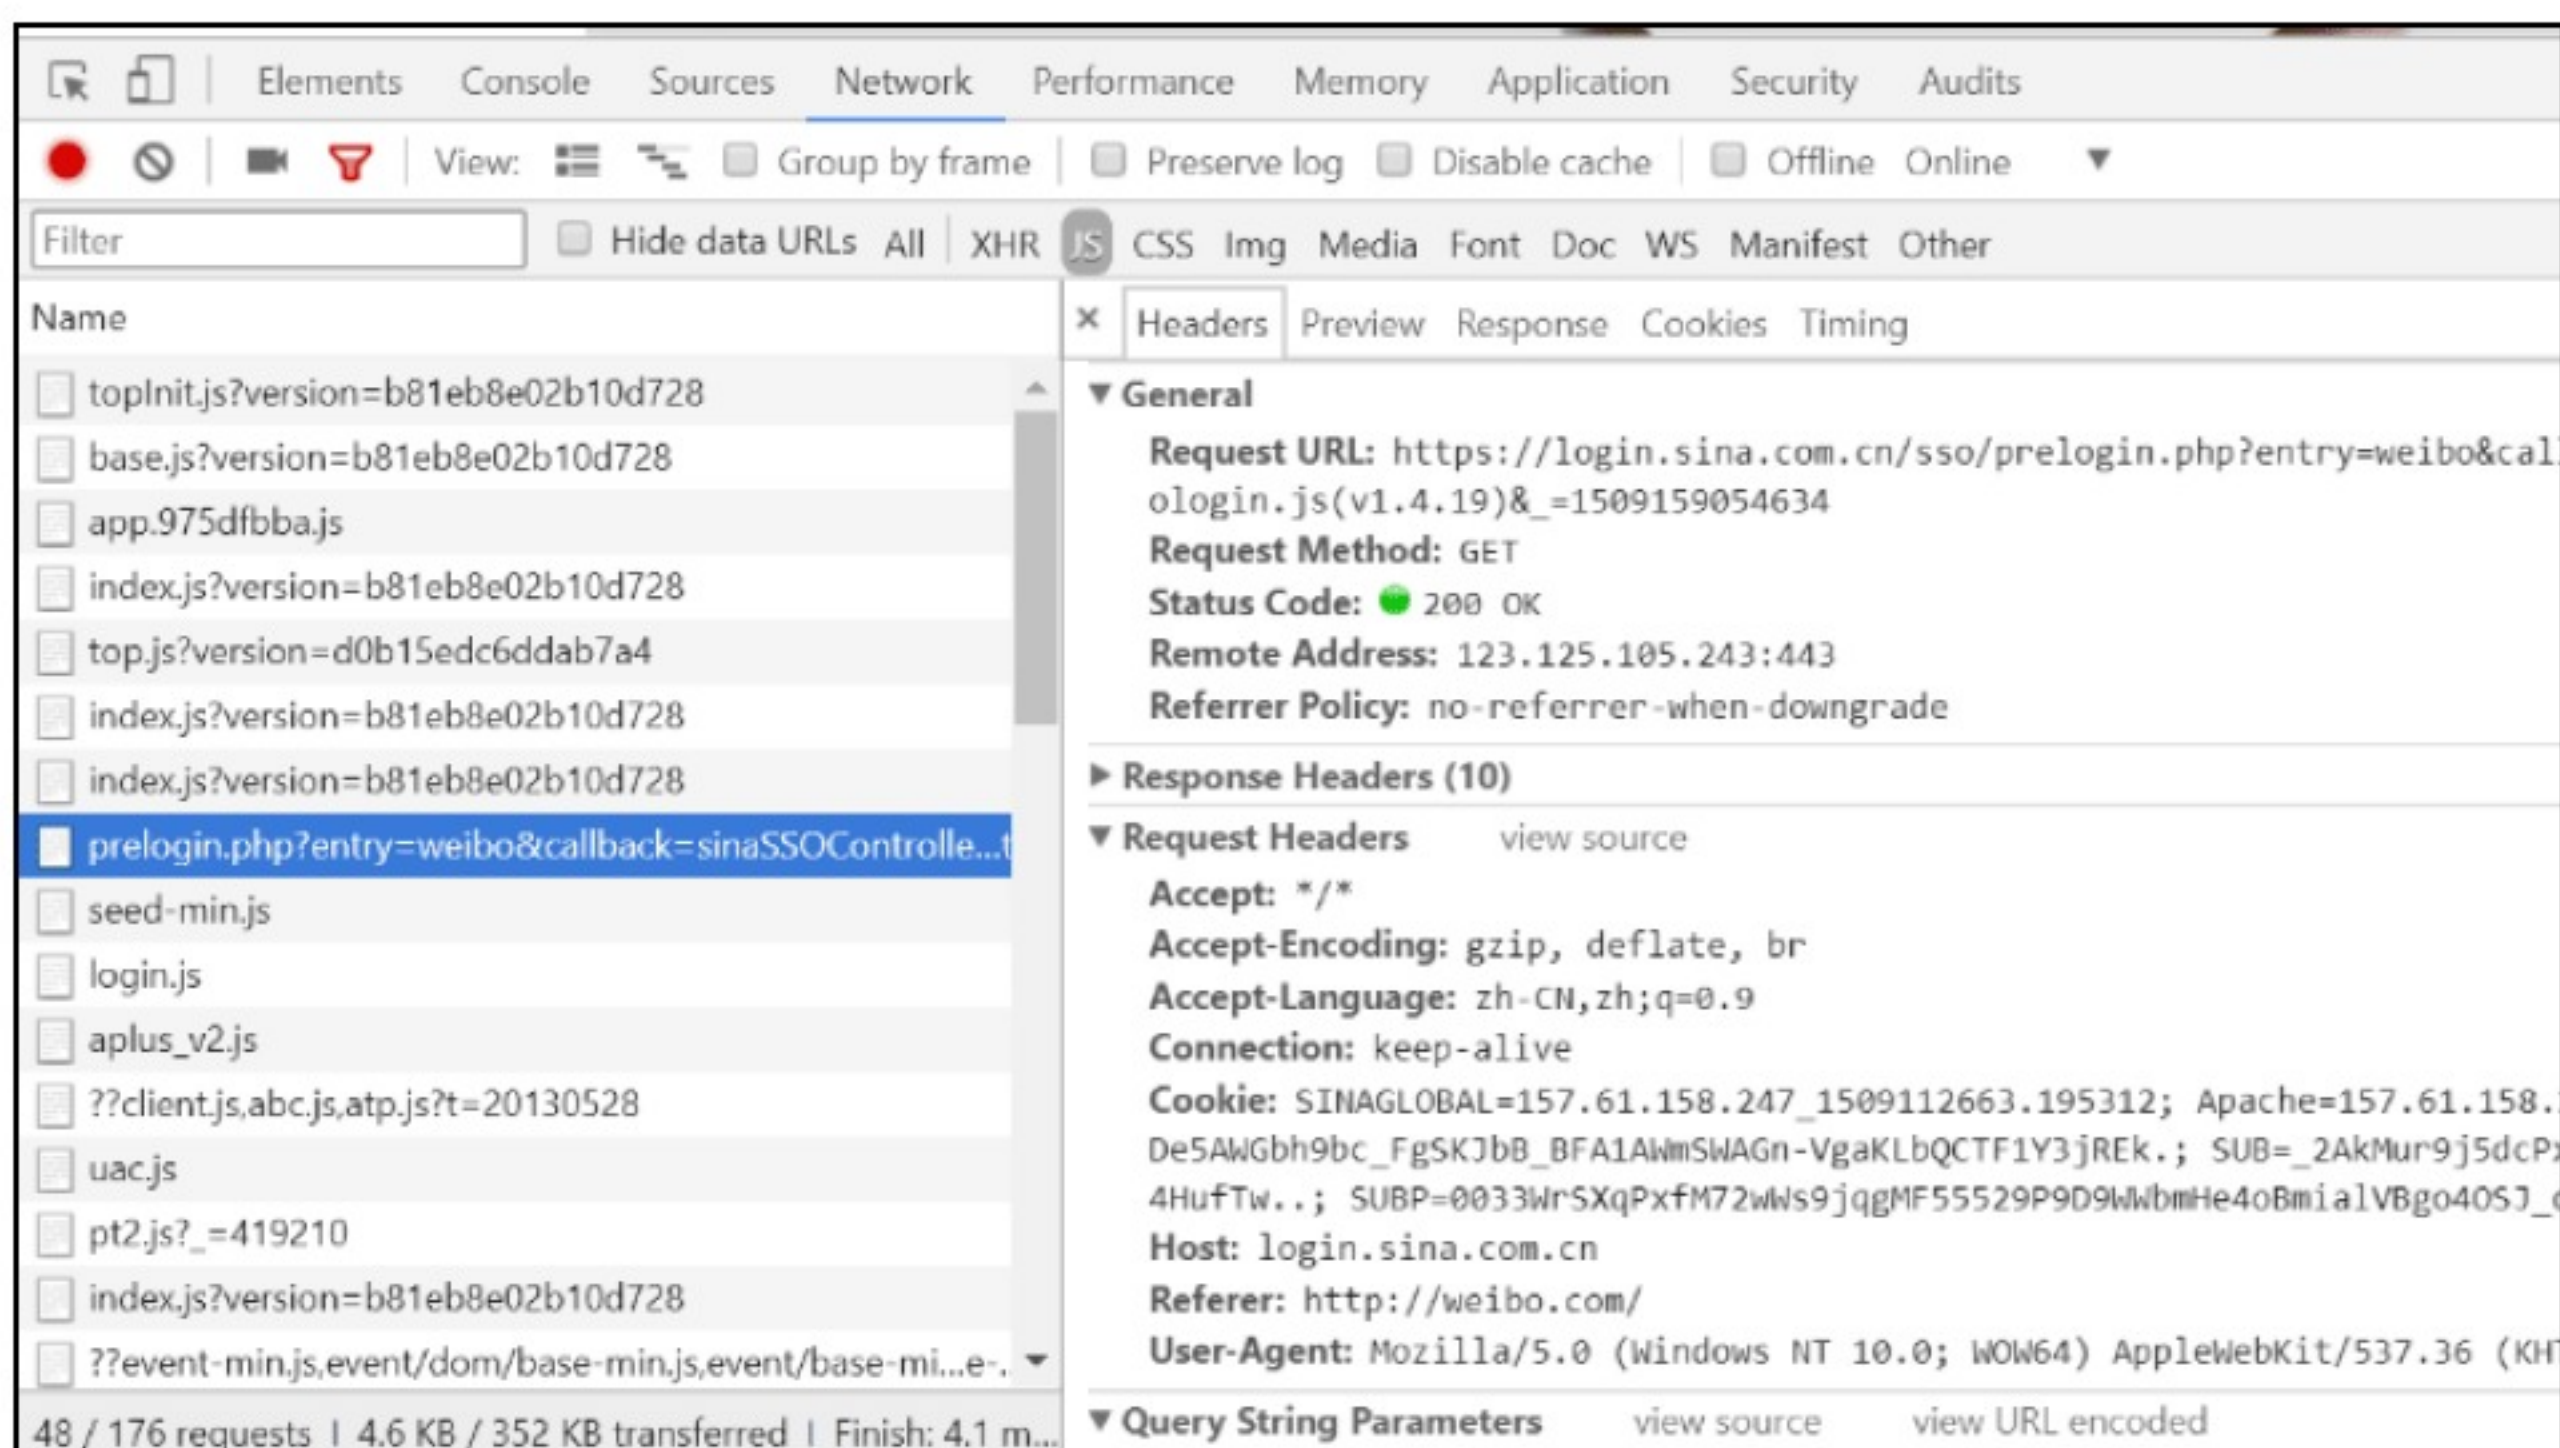 Elements Console Sources Network Performance Memory Application Security Audits
View: Group by frame Preserve log Disable cache Offline Online
Filter Hide data URLs All XHR JS CSS Img Media Font Doc WS Manifest Other
Name
topInit.js?version=b81eb8e02b10d728
base.js?version=b81eb8e02b10d728
app.975dfbba.js
index.js?version=b81eb8e02b10d728
top.js?version=d0b15edc6ddab7a4
index.js?version=b81eb8e02b10d728
index.js?version=b81eb8e02b10d728
prelogin.php?entry=weibo&callback=sinaSSOControlle...t
seed-min.js
login.js
aplus_v2.js
??client.js,abc.js,atp.js?t=20130528
uac.js
pt2.js?_=419210
index.js?version=b81eb8e02b10d728
??event-min.js,event/dom/base-min.js,event/base-mi...e-..
48 / 176 requests | 4.6 KB / 352 KB transferred | Finish: 4.1 m...
Headers Preview Response Cookies Timing
General
Request URL: https://login.sina.com.cn/sso/prelogin.php?entry=weibo&cal
ologin.js(v1.4.19)&_=1509159054634
Request Method: GET
Status Code: 200 OK
Remote Address: 123.125.105.243:443
Referrer Policy: no-referrer-when-downgrade
Response Headers (10)
Request Headers view source
Accept: */*
Accept-Encoding: gzip, deflate, br
Accept-Language: zh-CN,zh;q=0.9
Connection: keep-alive
Cookie: SINAGLOBAL=157.61.158.247_1509112663.195312; Apache=157.61.158.
De5AWGbh9bc_FgSKJbB_BFA1AWmSWAGn-VgaKLbQCTF1Y3jREk.; SUB=_2AkMur9j5dcP
4HufTw..; SUBP=0033WrSXqPxfM72wWs9jqgMF55529P9D9WWbmHe4oBmialVBgo4OSJ_
Host: login.sina.com.cn
Referer: http://weibo.com/
User-Agent: Mozilla/5.0 (Windows NT 10.0; WOW64) AppleWebKit/537.36 (KH
Query String Parameters view source view URL encoded